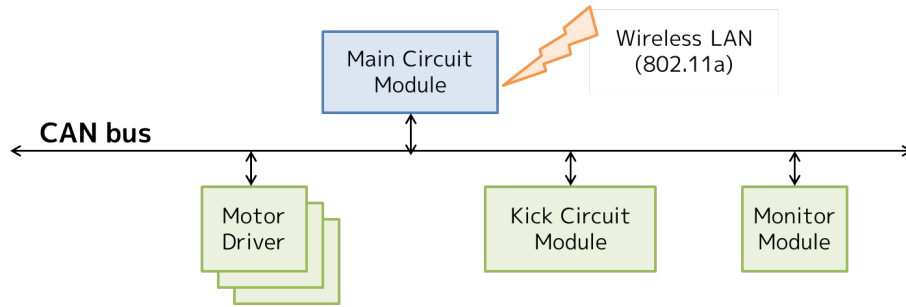 Main Circuit
Module
Wireless LAN
(802.11a)
CAN bus
Motor
Driver
Kick Circuit
Module
Monitor
Module